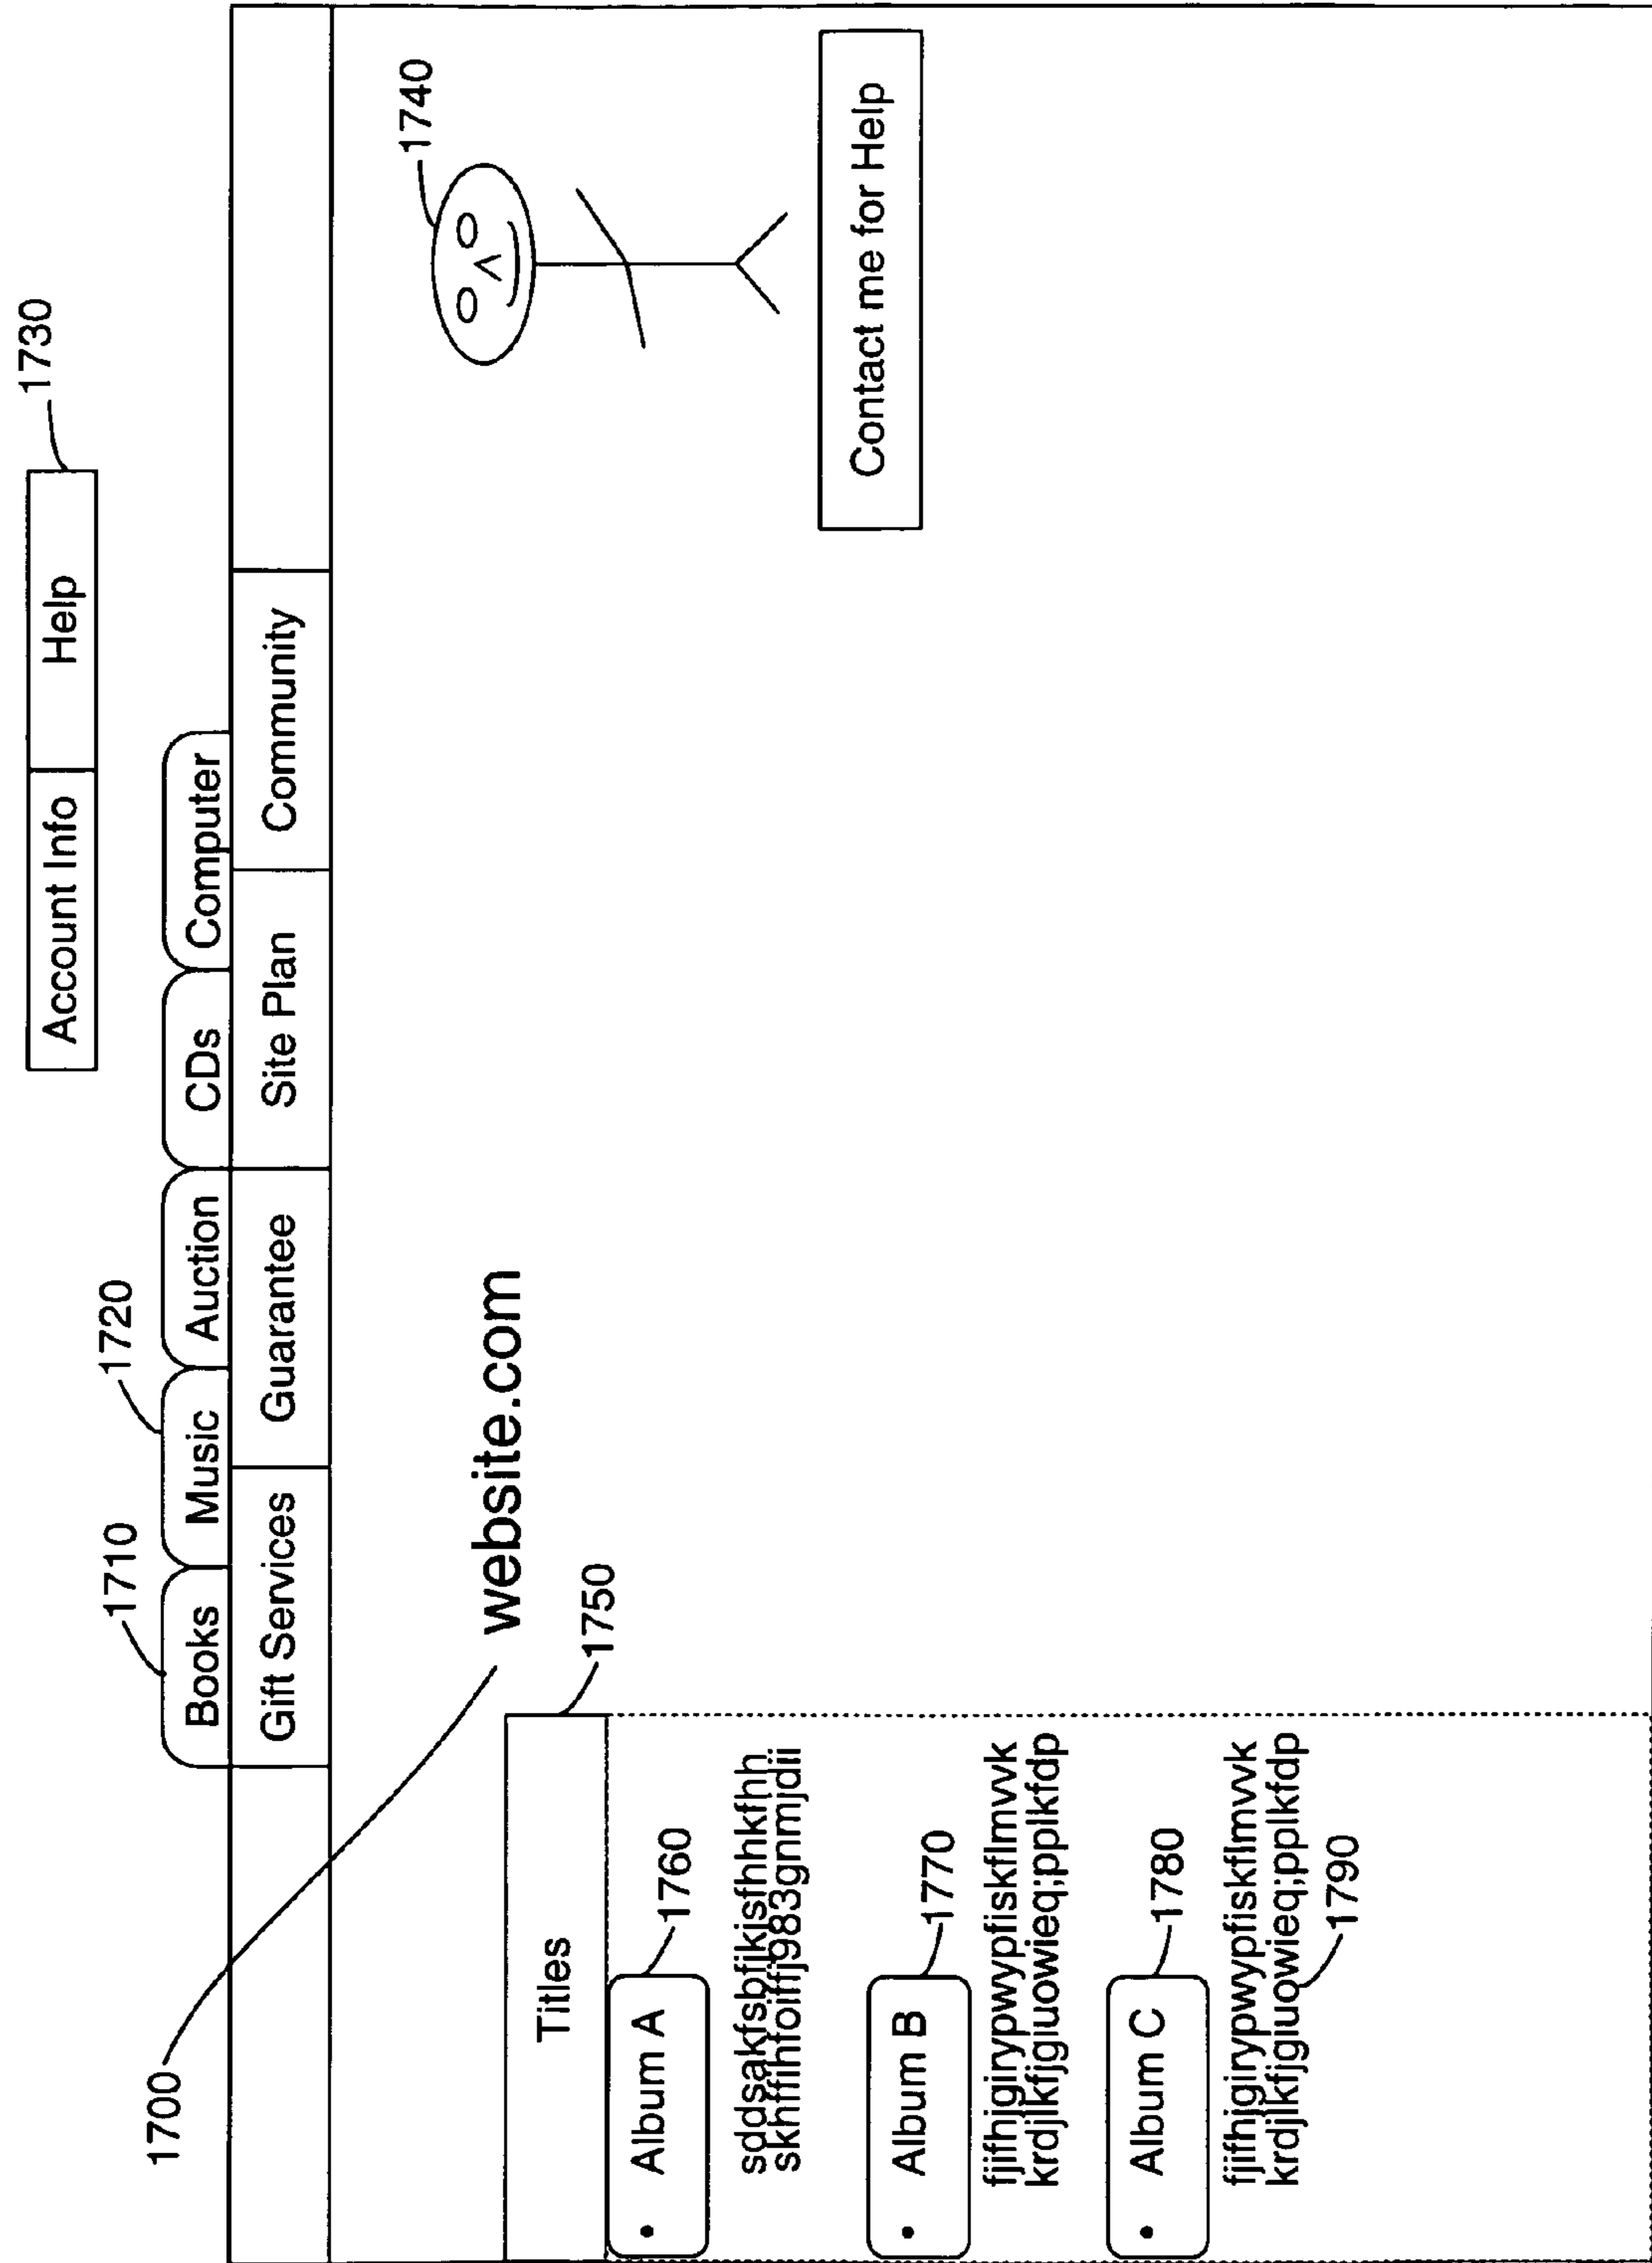 1730
Account Info Help
1710
1720
Books Music Auction CDs Computer
Gift Services Guarantee Site Plan Community
1700
website.com
1740
1750
Titles
Contact me for Help
• Album A
1760
sddsakfsbfjkjsfhhkfhh
skhffihfoiffj983gnmjdii
• Album B
1770
fjifhjgirypwypfiskflmvvk
krdjlkfjgiuowieq;pplkfdp
• Album C
1780
fjifhjgirypwypfiskflmvvk
krdjlkfjgiuowieq;pplkfdp
1790